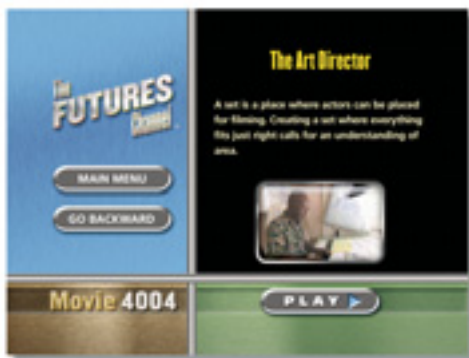 The
FUTURES
Channel
MAIN MENU
GO BACKWARD
The Art Director
A set is a place where actors can be placed
for filming. Creating a set where everything
fits just right calls for an understanding of
area.
Movie 4004
PLAY